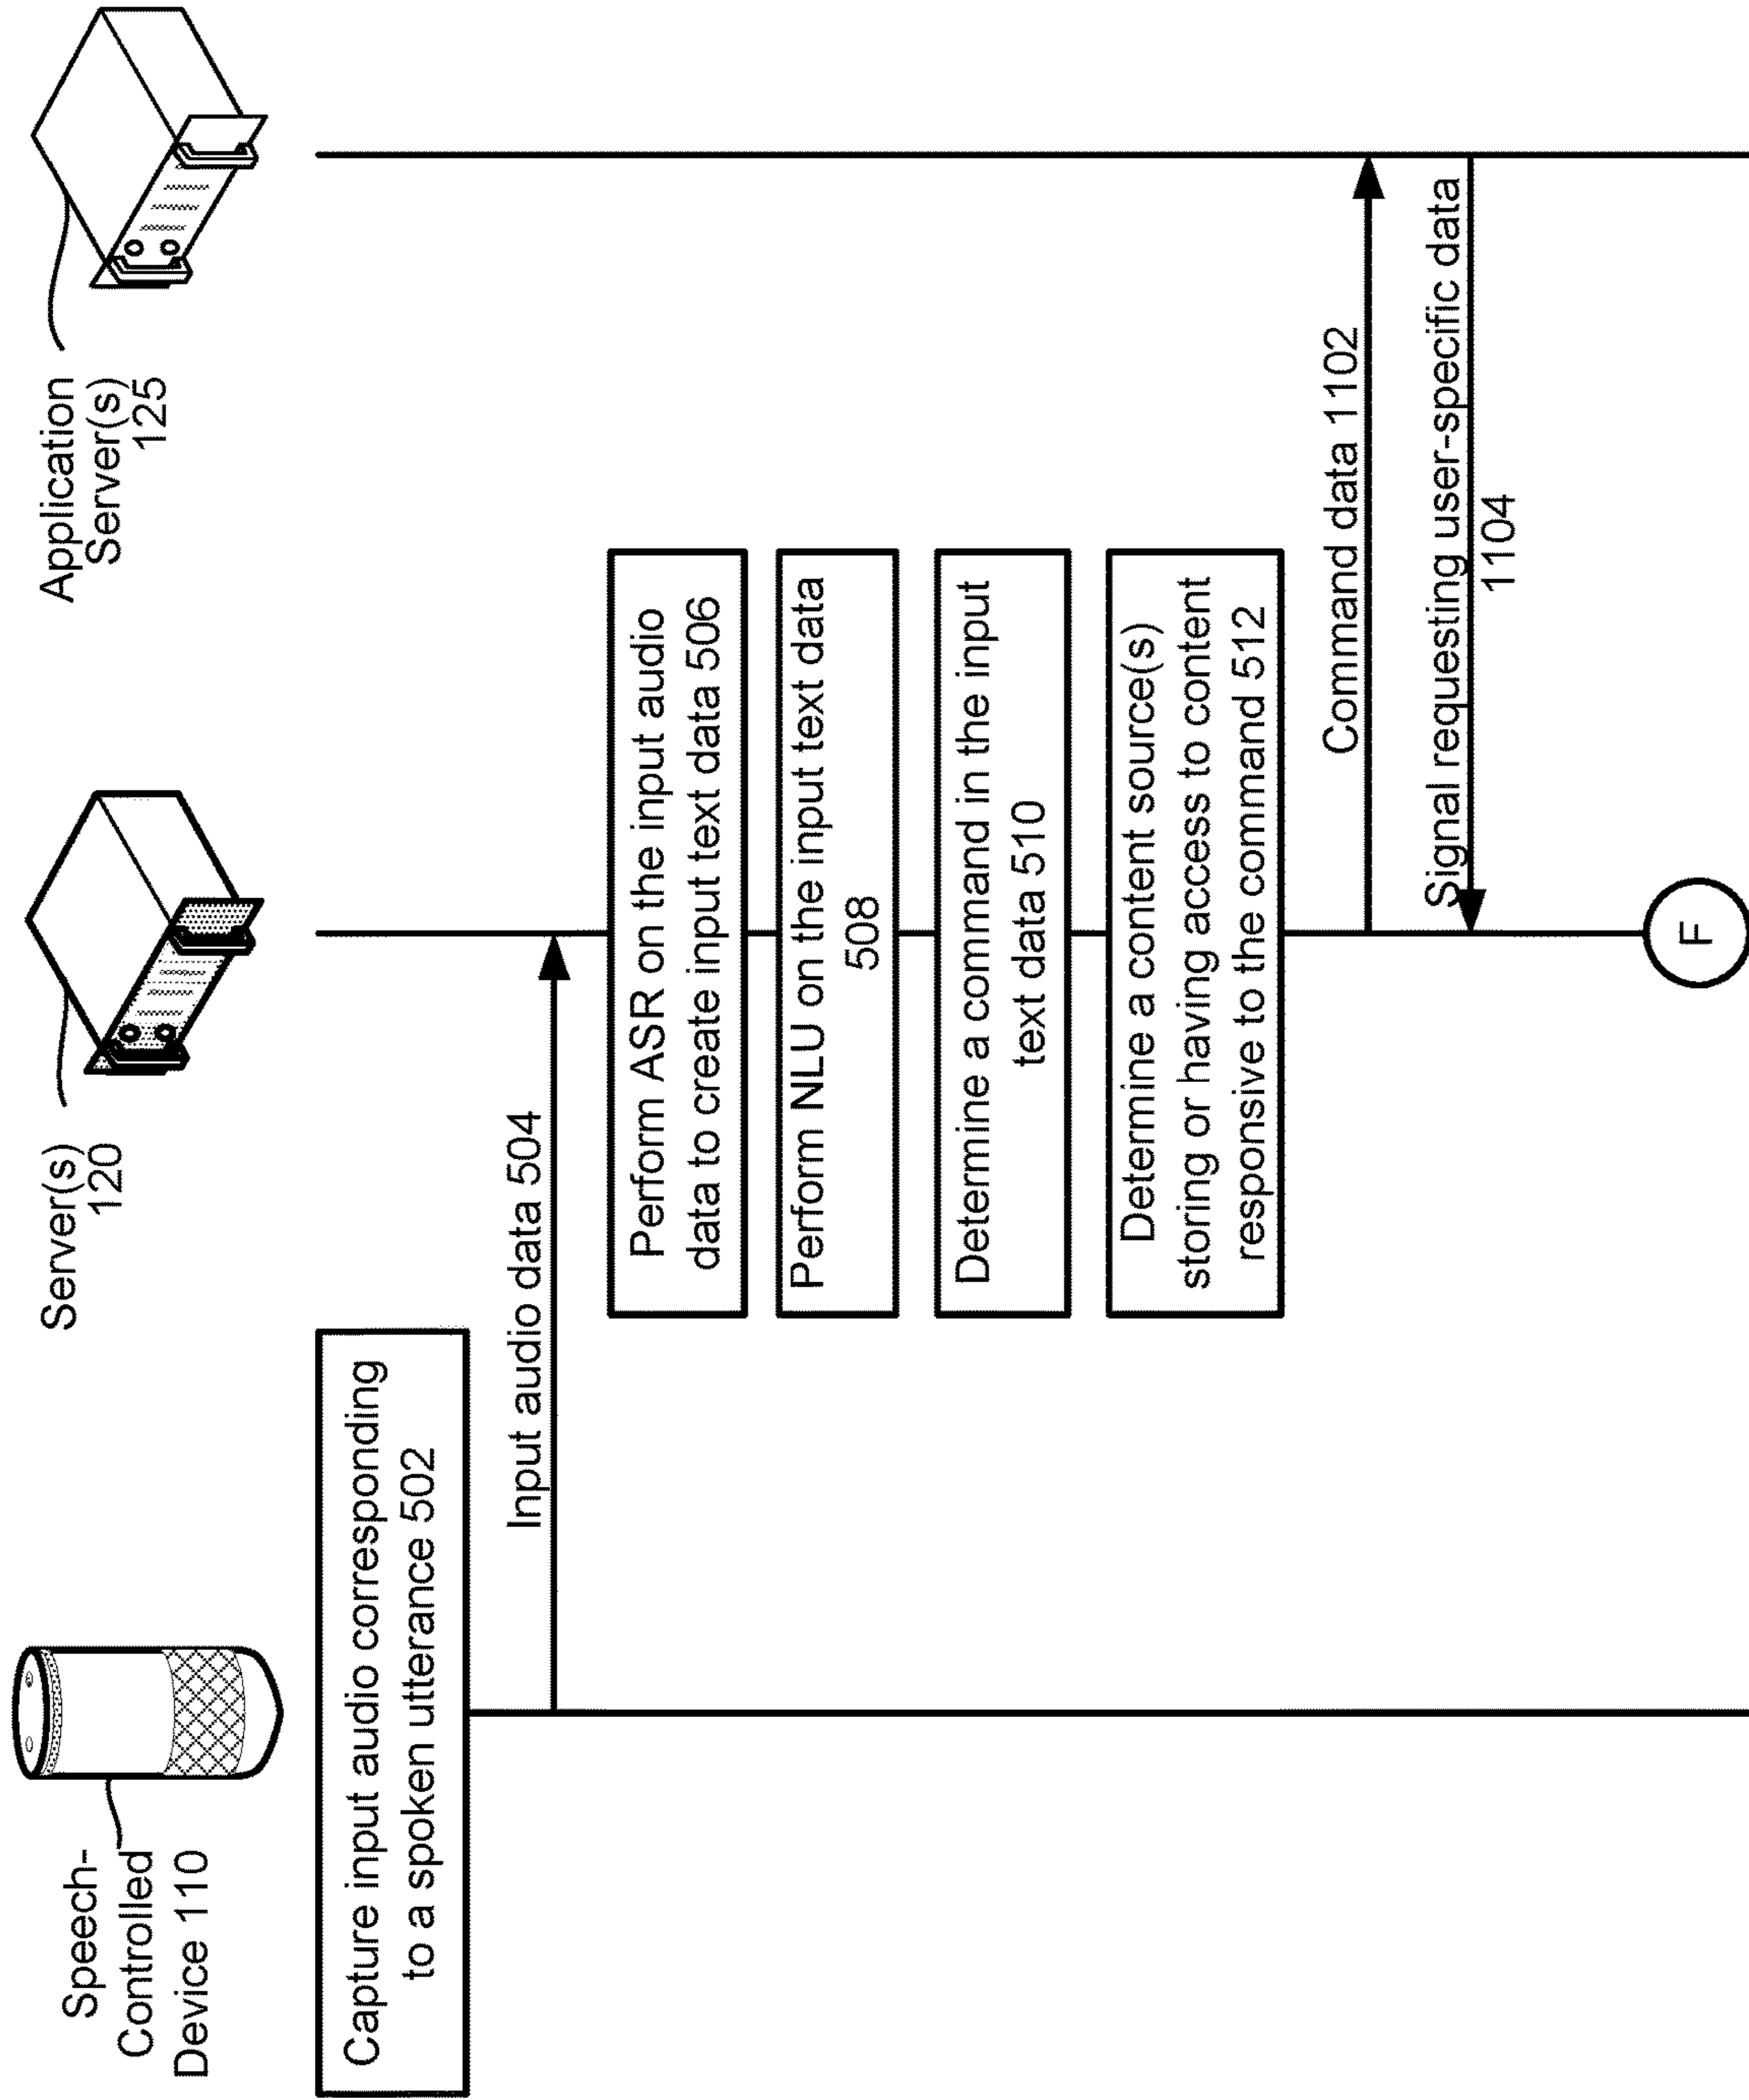 Speech-
Controlled
Device 110
Server(s)
120
Application
Server(s)
125
Capture input audio corresponding
to a spoken utterance 502
Input audio data 504
Perform ASR on the input audio
data to create input text data 506
Perform NLU on the input text data
508
Determine a command in the input
text data 510
Determine a content source(s)
storing or having access to content
responsive to the command 512
Command data 1102
Signal requesting user-specific data
1104
F